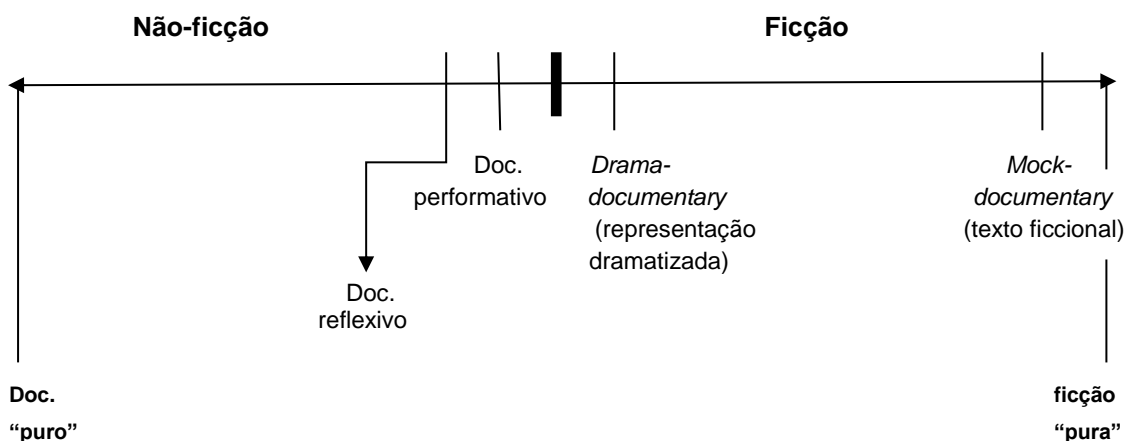 Não-ficção
Ficção
Doc.
performativo
Drama-
documentary
(representação
dramatizada)
Mock-
documentary
(texto ficcional)
Doc.
reflexivo
Doc.
“puro”
ficção
“pura”